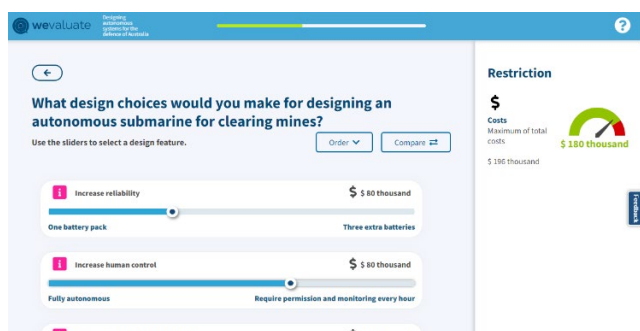 wevaluate
Designing
autonomous
systems for the
defence of Australia
?
Restriction
$
Costs
Maximum of total
costs
$ 180 thousand
$ 196 thousand
What design choices would you make for designing an
autonomous submarine for clearing mines?
Use the sliders to select a design feature.
Order
Compare
i Increase reliability $ $ 80 thousand
One battery pack Three extra batteries
i Increase human control $ $ 80 thousand
Fully autonomous Require permission and monitoring every hour
Feedback